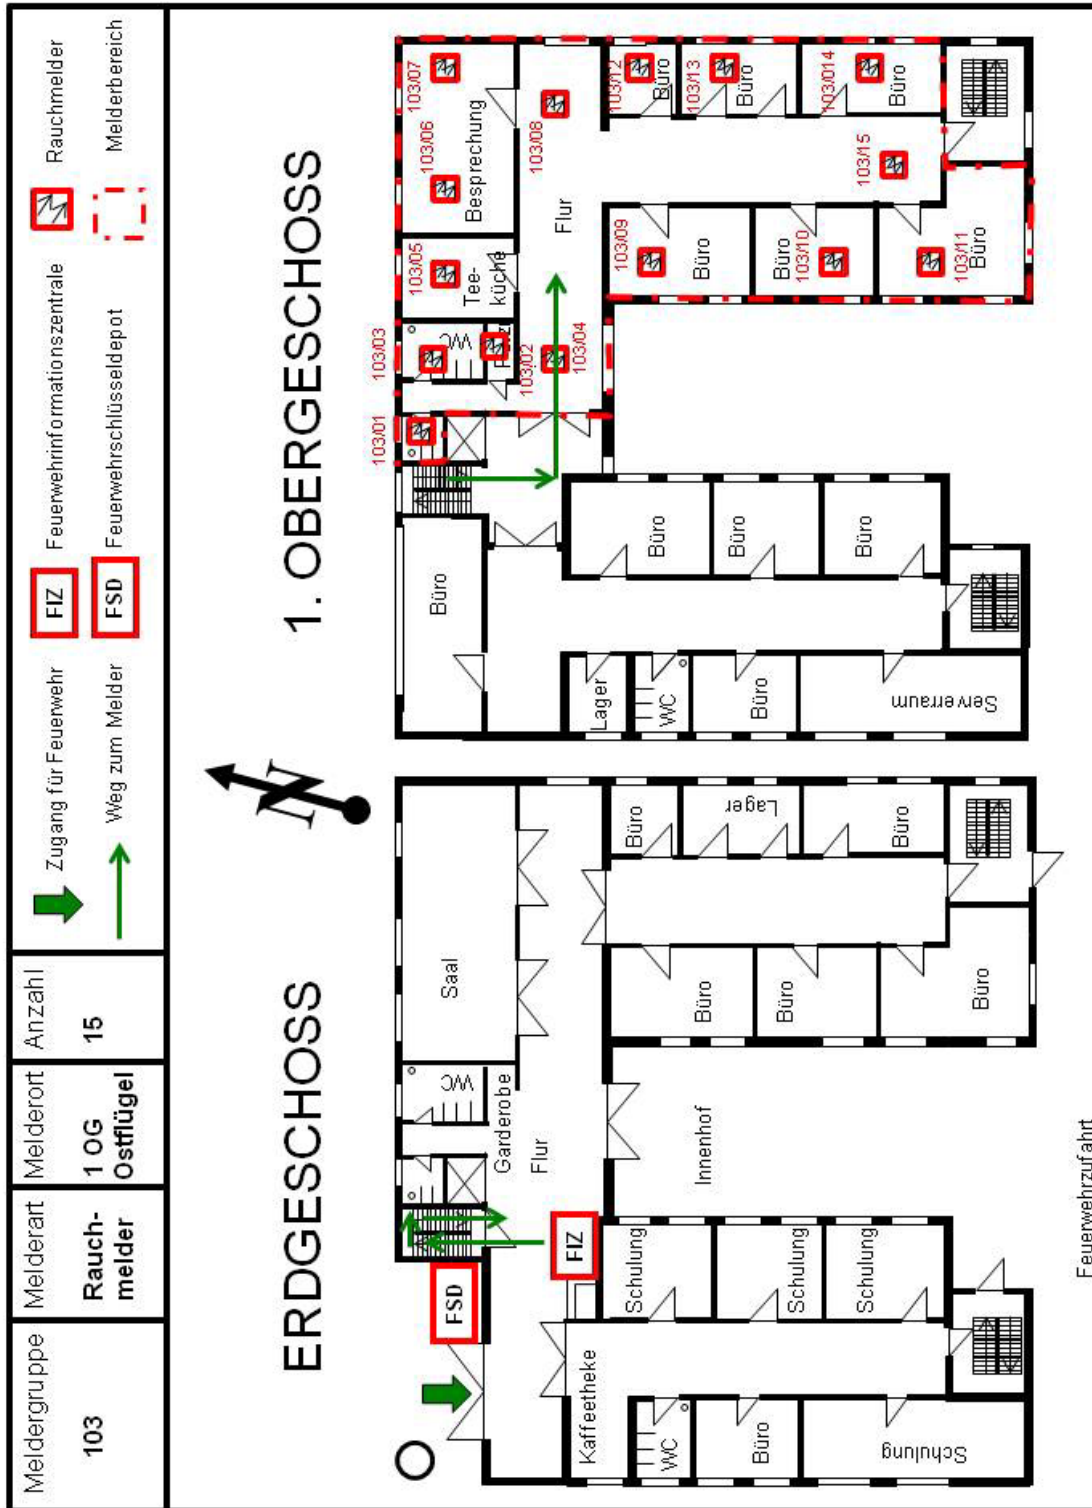 Meldergruppe
103
Melderart
Rauch-
melder
Melderort
1 OG
Ostflügel
Anzahl
15
Zugang für Feuerwehr
Weg zum Melder
FIZ
Feuerwehrinformationszentrale
FSD
Feuerwehrschlüsseldepot
Rauchmelder
Melderbereich
ERDGESCHOSS
N
FSD
FIZ
WC
Garderobe
Flur
Saal
Kaffeetheke
Schulung
Schulung
Schulung
WC
Büro
Schulung
Innenhof
Büro
Lager
Büro
Büro
Büro
Büro
Feuerwehrzufahrt
1. OBERGESCHOSS
Büro
103/01
103/03
WC
103/02
103/04
103/05
Tee-
küche
103/06
103/07
Besprechung
103/08
Flur
103/09
Büro
103/10
Büro
103/11
Büro
103/12
Büro
103/13
Büro
103/014
Büro
103/15
Büro
Büro
Büro
Lager
WC
Büro
Serverraum